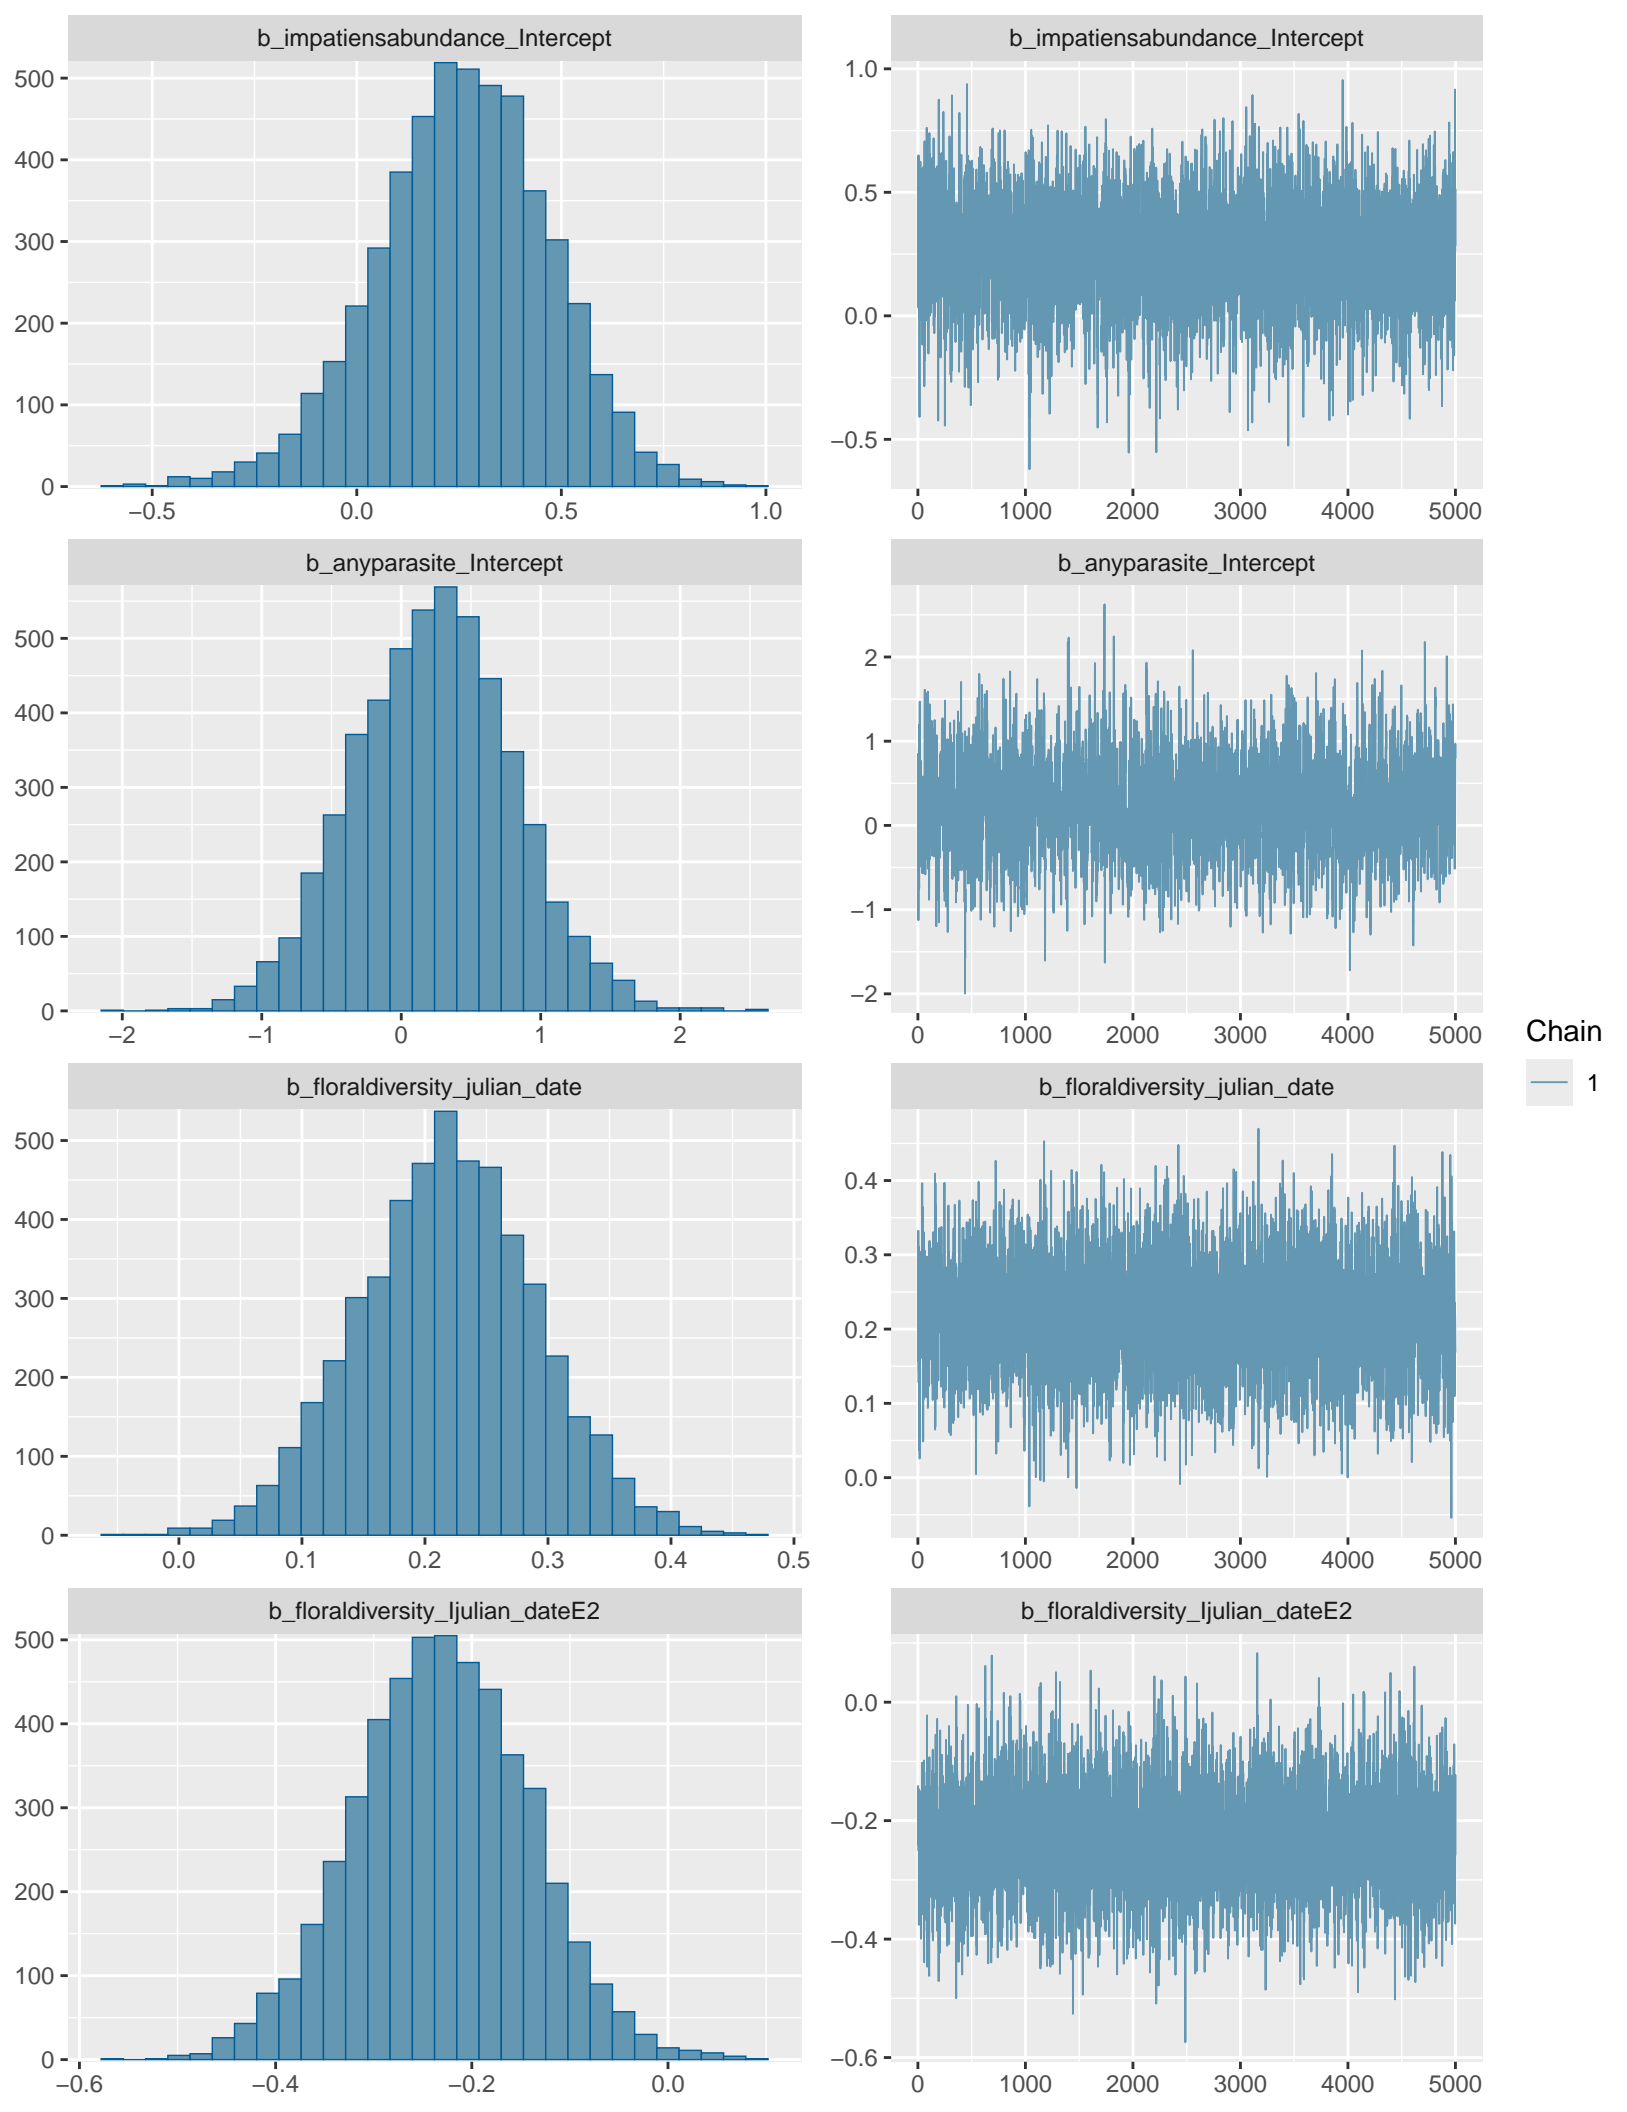 b_impatiensabundance_Intercept
b_impatiensabundance_Intercept
500
400
300
200
100
0
−0.5 0.0 0.5 1.0
1.0
0.5
0.0
−0.5
0 1000 2000 3000 4000 5000
b_anyparasite_Intercept
b_anyparasite_Intercept
500
400
300
200
100
0
−2 −1 0 1 2
2
1
0
−1
−2
0 1000 2000 3000 4000 5000
b_floraldiversity_julian_date
b_floraldiversity_julian_date
500
400
300
200
100
0
0.0 0.1 0.2 0.3 0.4 0.5
0.4
0.3
0.2
0.1
0.0
0 1000 2000 3000 4000 5000
b_floraldiversity_Ijulian_dateE2
b_floraldiversity_Ijulian_dateE2
500
400
300
200
100
0
−0.6 −0.4 −0.2 0.0
0.0
−0.2
−0.4
−0.6
0 1000 2000 3000 4000 5000
Chain
1